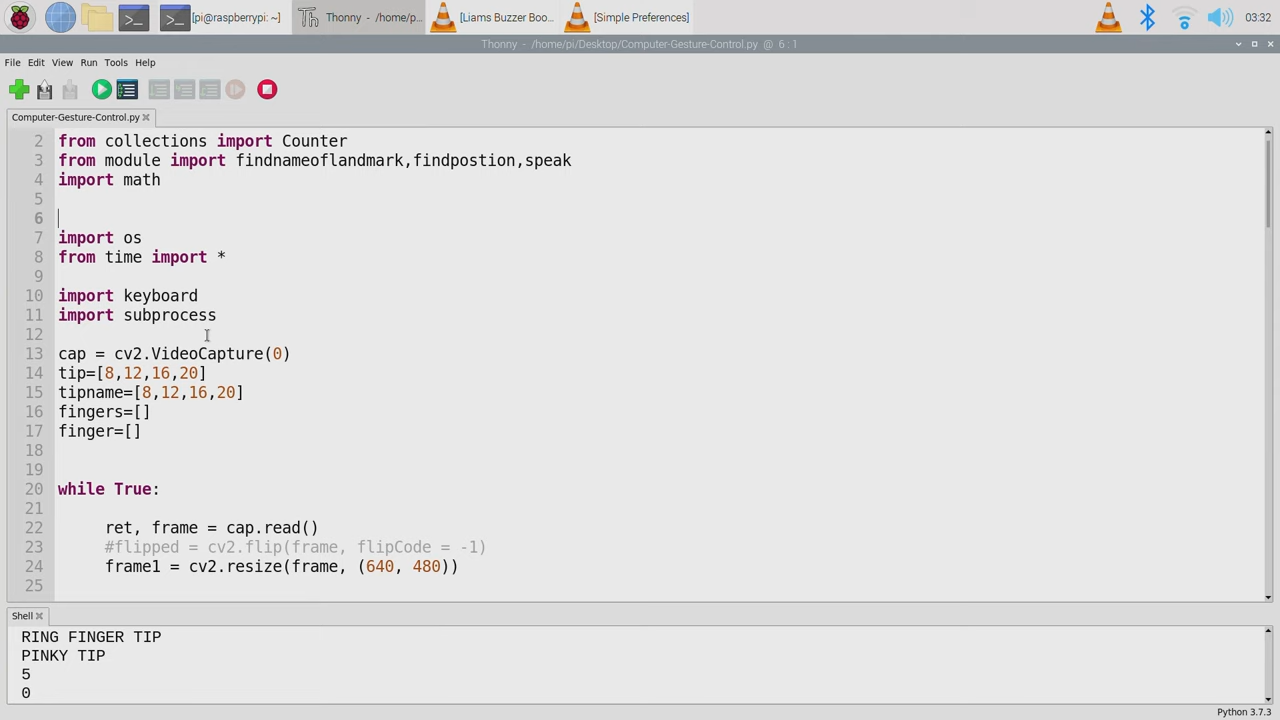 [pi@raspberrypi: ~]
Thonny - /home/p...
[Liams Buzzer Boo...
[Simple Preferences]
03:32
Thonny - /home/pi/Desktop/Computer-Gesture-Control.py @ 6 : 1
File Edit View Run Tools Help
Computer-Gesture-Control.py
2 from collections import Counter
3 from module import findnameoflandmark,findpostion,speak
4 import math
5
6
7 import os
8 from time import *
9
10 import keyboard
11 import subprocess
12
13 cap = cv2.VideoCapture(0)
14 tip=[8,12,16,20]
15 tipname=[8,12,16,20]
16 fingers=[]
17 finger=[]
18
19
20 while True:
21
22 ret, frame = cap.read()
23 #flipped = cv2.flip(frame, flipCode = -1)
24 frame1 = cv2.resize(frame, (640, 480))
25
Shell
RING FINGER TIP
PINKY TIP
5
0
Python 3.7.3